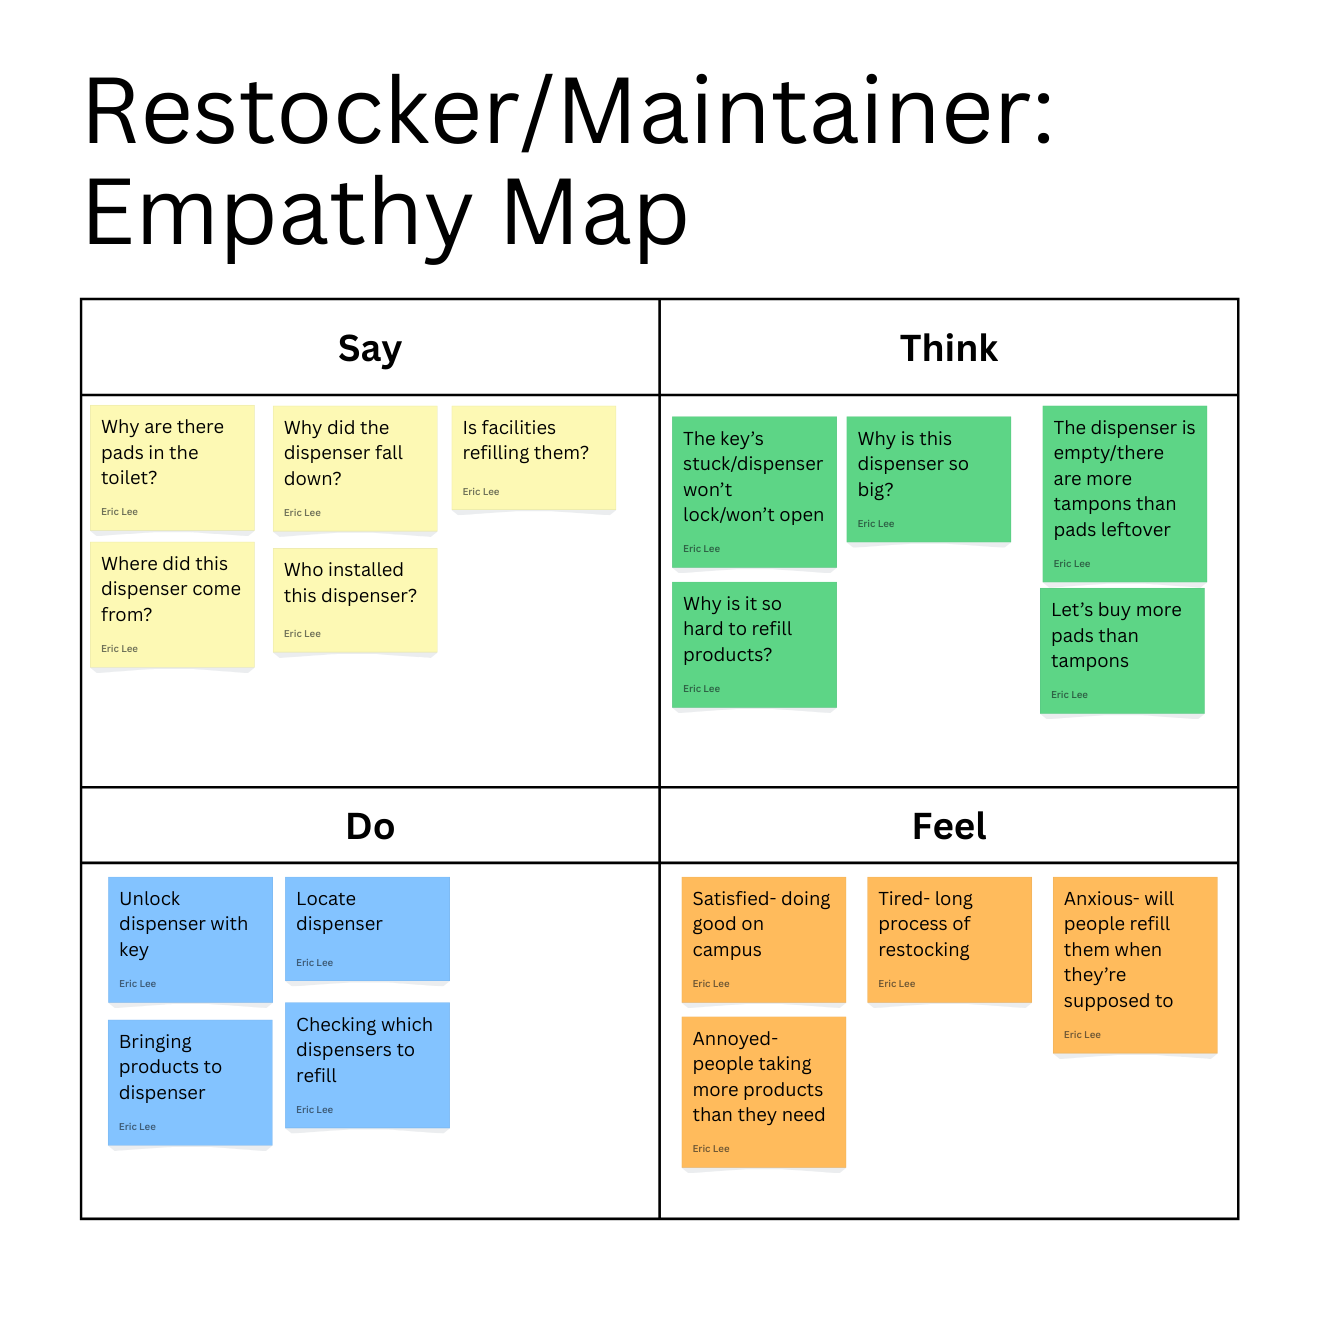 Restocker/Maintainer:
Empathy Map
Say
Think
Why are there
pads in the
toilet?
Eric Lee
Why did the
dispenser fall
down?
Eric Lee
Is facilities
refilling them?
Eric Lee
Where did this
dispenser come
from?
Eric Lee
Who installed
this dispenser?
Eric Lee
The key’s
stuck/dispenser
won’t
lock/won’t open
Eric Lee
Why is this
dispenser so
big?
Eric Lee
The dispenser is
empty/there
are more
tampons than
pads leftover
Eric Lee
Why is it so
hard to refill
products?
Eric Lee
Let’s buy more
pads than
tampons
Eric Lee
Do
Feel
Unlock
dispenser with
key
Eric Lee
Locate
dispenser
Eric Lee
Bringing
products to
dispenser
Eric Lee
Checking which
dispensers to
refill
Eric Lee
Satisfied- doing
good on
campus
Eric Lee
Tired- long
process of
restocking
Eric Lee
Anxious- will
people refill
them when
they’re
supposed to
Eric Lee
Annoyed-
people taking
more products
than they need
Eric Lee